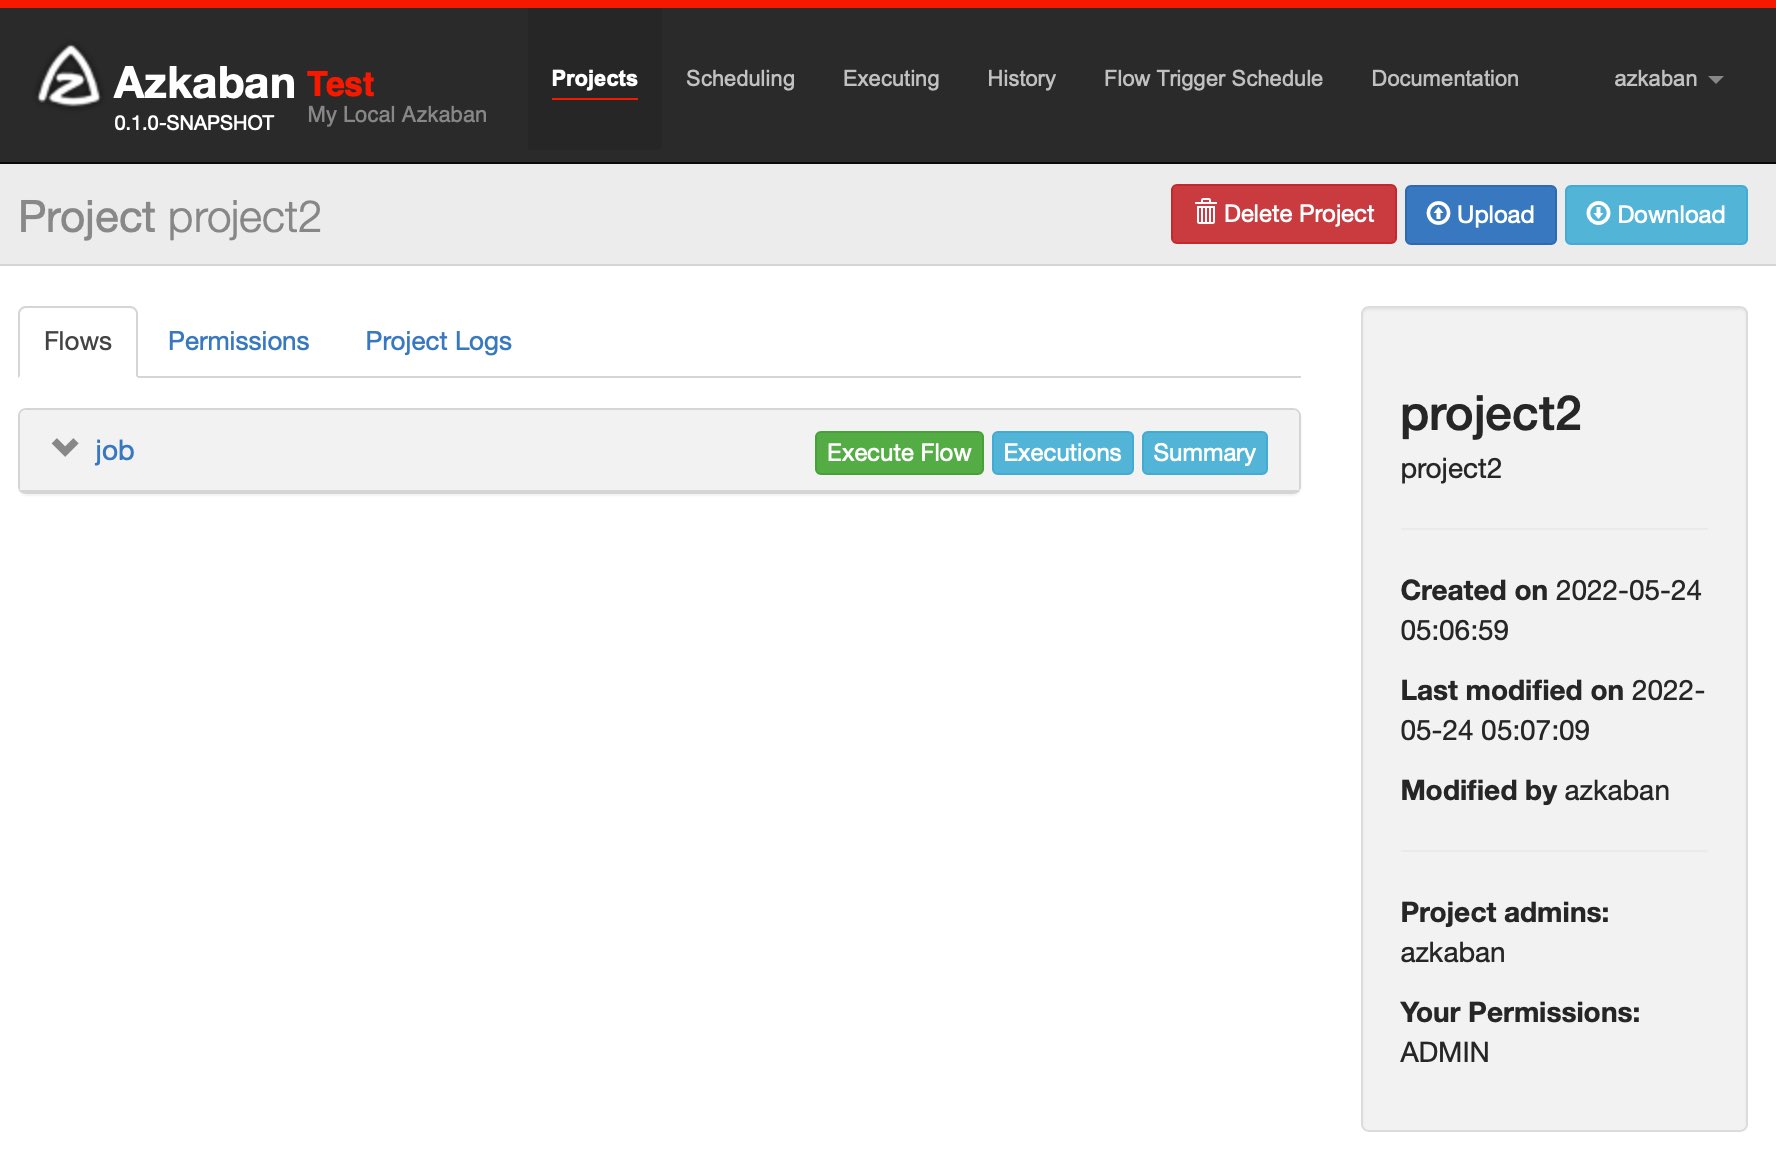 Azkaban Test
0.1.0-SNAPSHOT My Local Azkaban
Projects Scheduling Executing History Flow Trigger Schedule Documentation azkaban
Project project2
Delete Project Upload Download
Flows Permissions Project Logs
job Execute Flow Executions Summary
project2
project2
Created on 2022-05-24
05:06:59
Last modified on 2022-
05-24 05:07:09
Modified by azkaban
Project admins:
azkaban
Your Permissions:
ADMIN